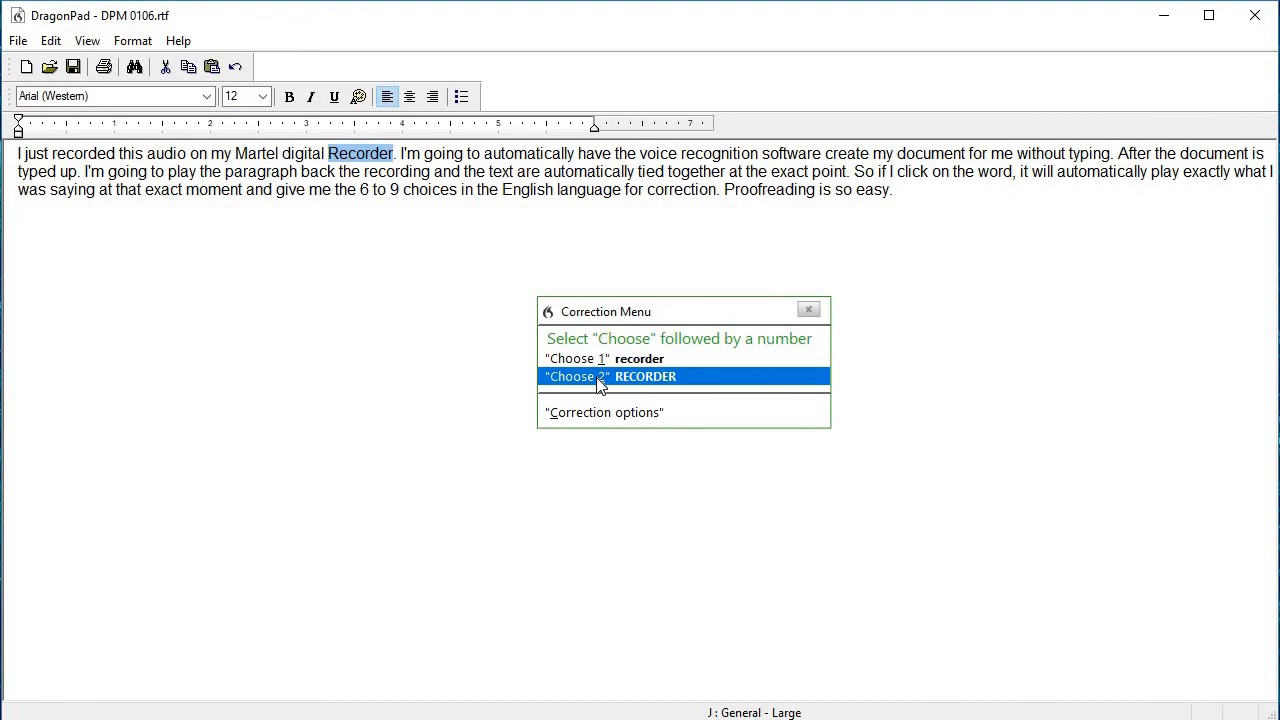 DragonPad - DPM 0106.rtf
File Edit View Format Help
Arial (Western) 12 B I U
1 2 3 4 5 7
I just recorded this audio on my Martel digital Recorder. I'm going to automatically have the voice recognition software create my document for me without typing. After the document is
typed up. I'm going to play the paragraph back the recording and the text are automatically tied together at the exact point. So if I click on the word, it will automatically play exactly what I
was saying at that exact moment and give me the 6 to 9 choices in the English language for correction. Proofreading is so easy.
Correction Menu
Select "Choose" followed by a number
"Choose 1" recorder
"Choose 2" RECORDER
"Correction options"
J : General - Large